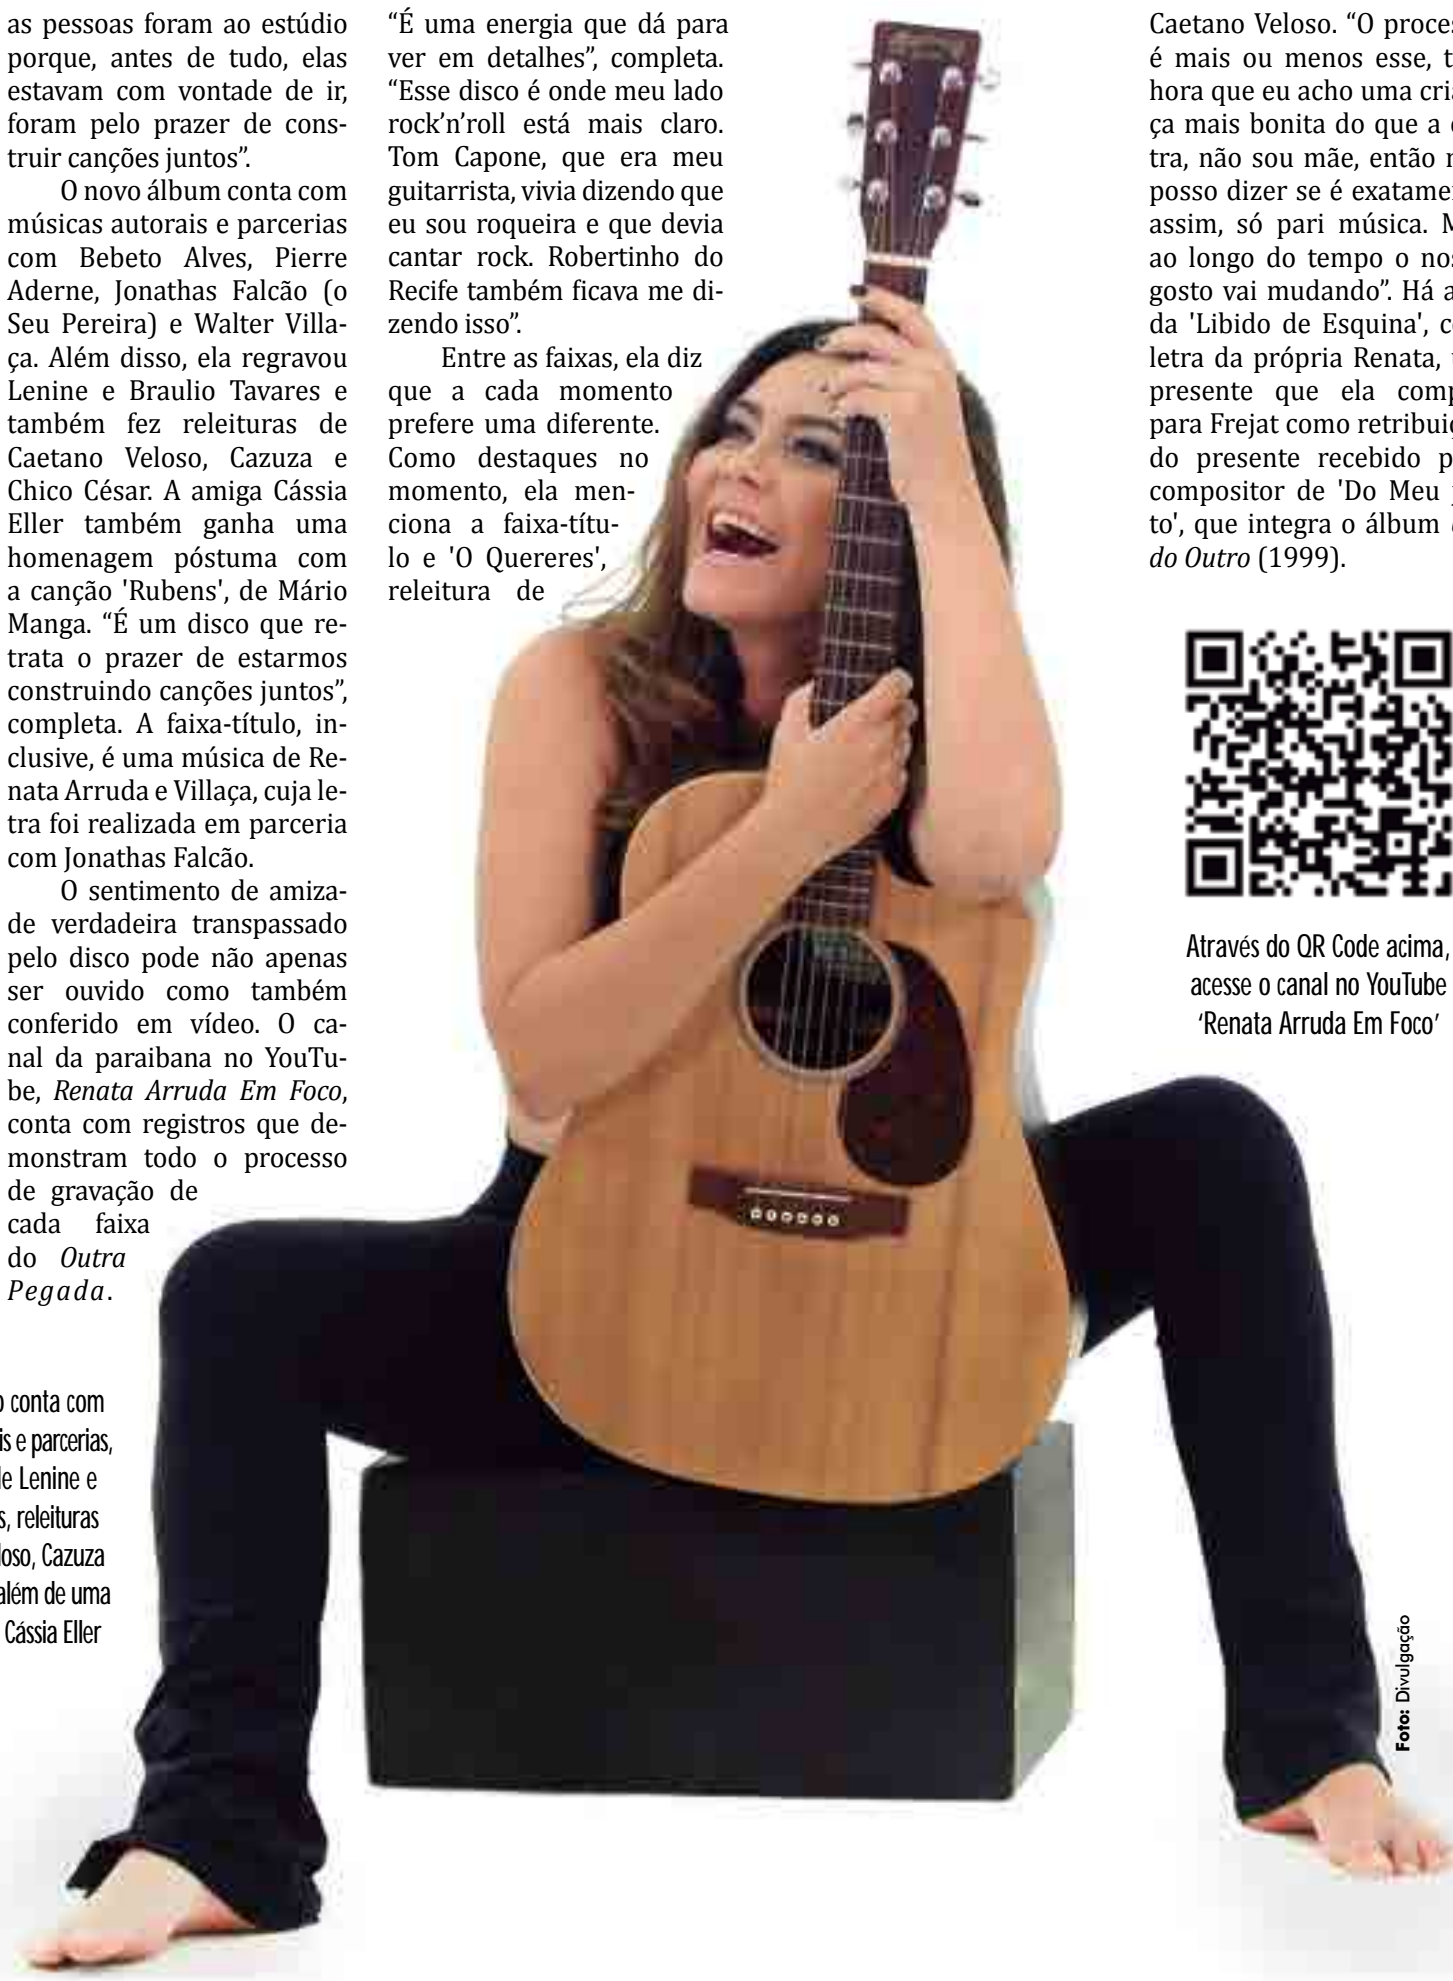 as pessoas foram ao estúdio
porque, antes de tudo, elas
estavam com vontade de ir,
foram pelo prazer de cons-
truir canções juntos”.
O novo álbum conta com
músicas autorais e parcerias
com Bebeto Alves, Pierre
Aderne, Jonathas Falcão (o
Seu Pereira) e Walter Villa-
ça. Além disso, ela regravou
Lenine e Braulio Tavares e
também fez releituras de
Caetano Veloso, Cazuza e
Chico César. A amiga Cássia
Eller também ganha uma
homenagem póstuma com
a canção 'Rubens', de Mário
Manga. “É um disco que re-
trata o prazer de estarmos
construindo canções juntos”,
completa. A faixa-título, in-
clusive, é uma música de Re-
nata Arruda e Villaça, cuja le-
tra foi realizada em parceria
com Jonathas Falcão.
O sentimento de amiza-
de verdadeira transpassado
pelo disco pode não apenas
ser ouvido como também
conferido em vídeo. O ca-
nal da paraibana no YouTu-
be, Renata Arruda Em Foco,
conta com registros que de-
monstram todo o processo
de gravação de
cada faixa
do Outra
Pegada.
conta com
e parcerias,
Lenine e
releituras
Cazuza
além de uma
Cássia Eller
“É uma energia que dá para
ver em detalhes”, completa.
“Esse disco é onde meu lado
rock’n’roll está mais claro.
Tom Capone, que era meu
guitarrista, vivia dizendo que
eu sou roqueira e que devia
cantar rock. Robertinho do
Recife também ficava me di-
zendo isso”.
Entre as faixas, ela diz
que a cada momento
prefere uma diferente.
Como destaques no
momento, ela men-
ciona a faixa-títu-
lo e 'O Quereres',
releitura de
Caetano Veloso. “O
é mais ou menos esse,
hora que eu acho uma
ça mais bonita do que a
tra, não sou mãe, então
posso dizer se é
assim, só pari música.
ao longo do tempo o
gosto vai mudando”. Há
da 'Libido de Esquina',
letra da própria Renata,
presente que ela
para Frejat como
do presente recebido
compositor de 'Do Meu
to', que integra o álbum
do Outro (1999).
Através do QR Code acima,
acesse o canal no YouTube
‘Renata Arruda Em Foco’
Foto: Divulgação